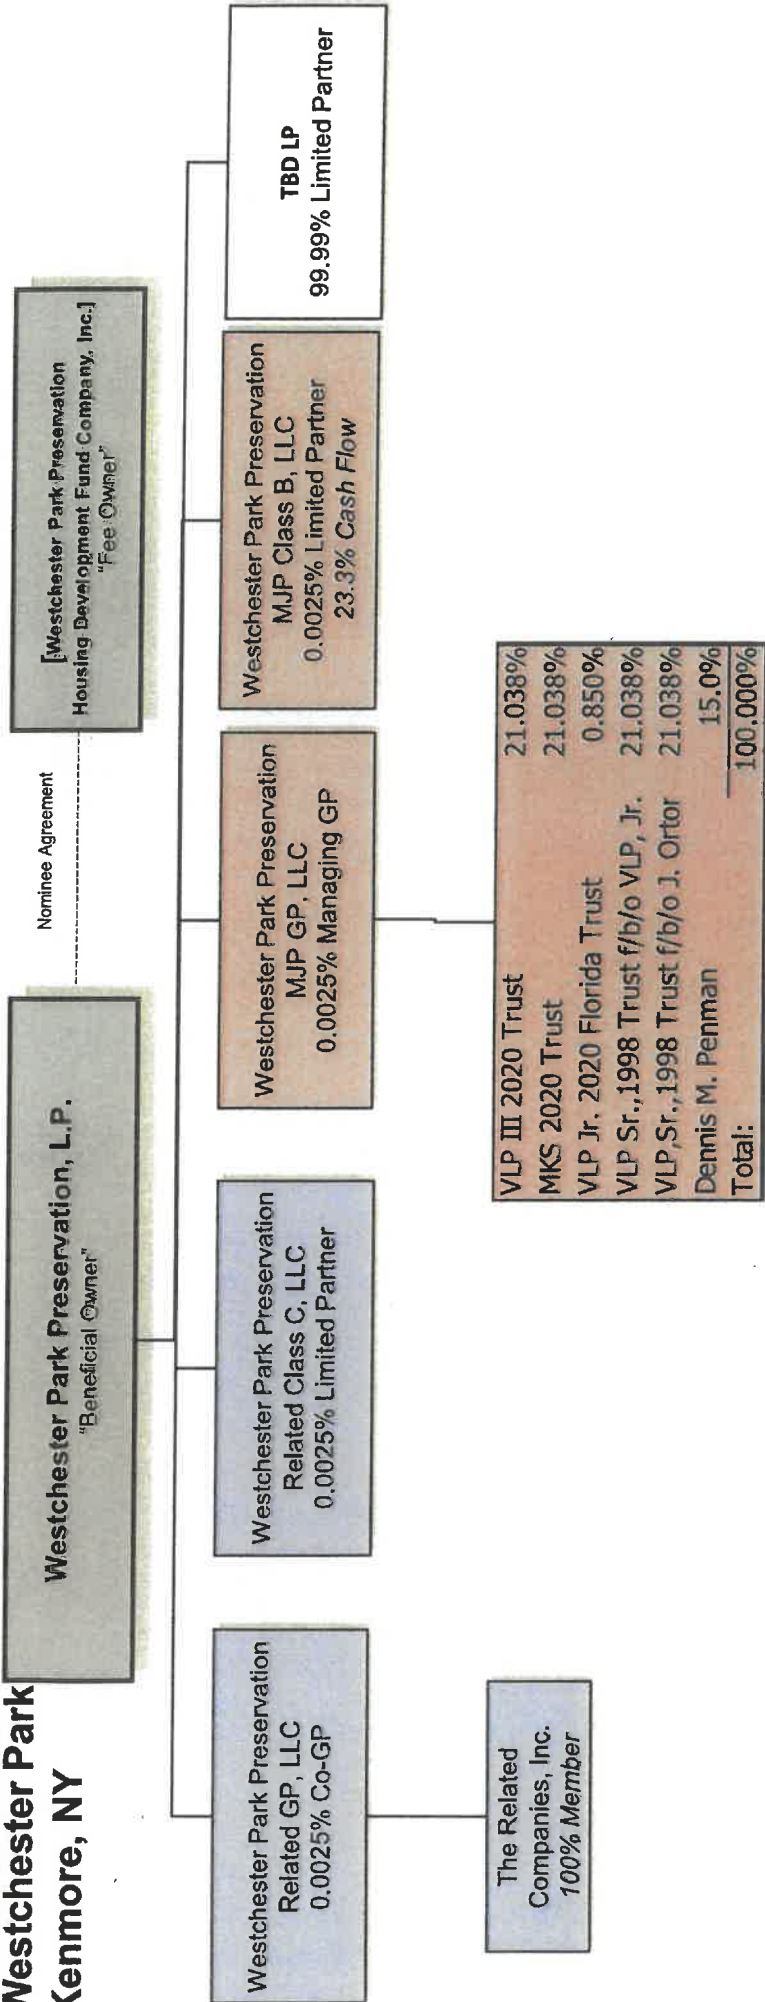 Westchester Park
Kenmore, NY
Westchester Park Preservation, L.P.
"Beneficial Owner"
Nominee Agreement
[Westchester Park Preservation
Housing Development Fund Company, Inc.]
"Fee Owner"
Westchester Park Preservation
Related GP, LLC
0.0025% Co-GP
Westchester Park Preservation
Related Class C, LLC
0.0025% Limited Partner
Westchester Park Preservation
MJP GP, LLC
0.0025% Managing GP
Westchester Park Preservation
MJP Class B, LLC
0.0025% Limited Partner
23.3% Cash Flow
TBD LP
99.99% Limited Partner
The Related
Companies, Inc.
100% Member
VLP III 2020 Trust 21.038%
MKS 2020 Trust 21.038%
VLP Jr. 2020 Florida Trust 0.850%
VLP Sr.,1998 Trust f/b/o VLP, Jr. 21.038%
VLP,Sr.,1998 Trust f/b/o J. Ortor 21.038%
Dennis M. Penman 15.0%
Total: 100.000%